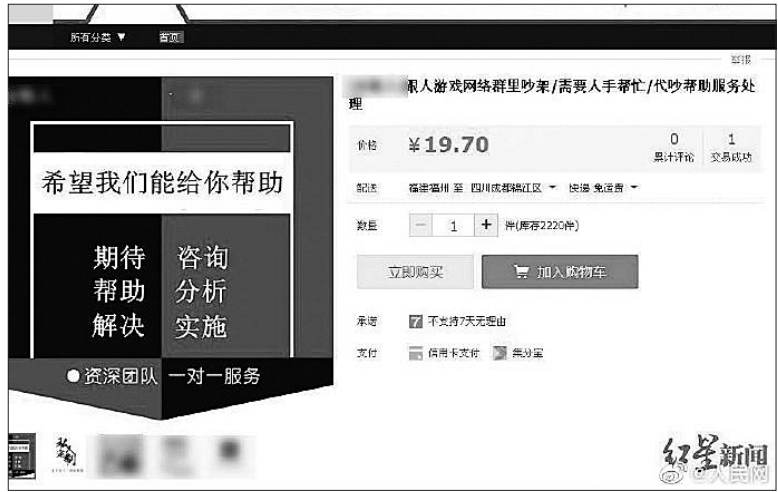 所有分类 ▼ 首页
举报
跟人游戏网络群里吵架/需要人手帮忙/代吵帮助服务处
理
价格 ¥19.70
0 累计评论
1 交易成功
配送 福建福州 至 四川成都锦江区 快递 免运费
数量 − 1 + 件(库存2220件)
立即购买 加入购物车
承诺 7 不支持7天无理由
支付 信用卡支付 集分宝
希望我们能给你帮助
期待 咨询
帮助 分析
解决 实施
●资深团队 一对一服务
私人定制
红星新闻
@人民网